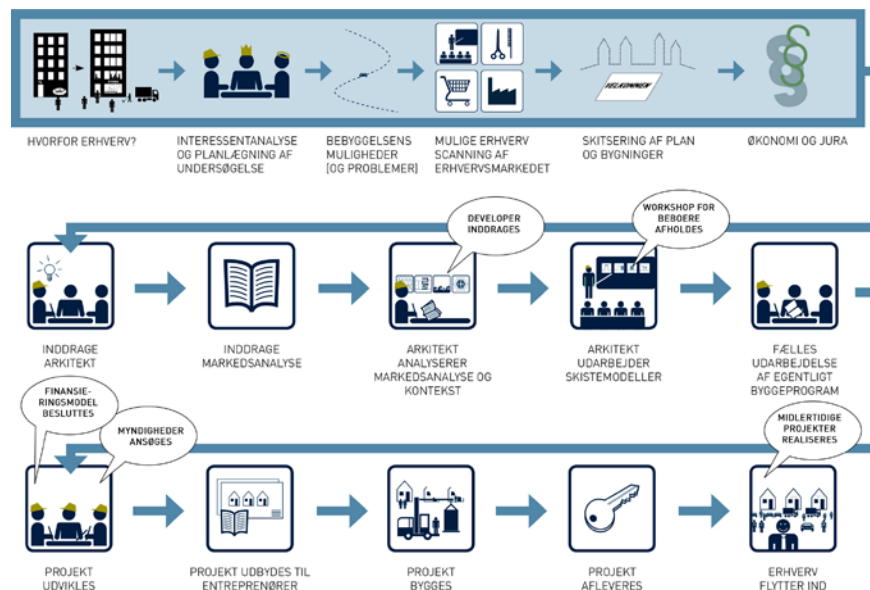 VELKOMMEN
HVORFOR ERHVERV?
INTERESSENTANALYSE
OG PLANLÆGNING AF
UNDERSØGELSE
BEBYGGELSENS
MULIGHEDER
(OG PROBLEMER)
MULIGE ERHVERV
SCANNING AF
ERHVERVSMARKEDET
SKITSERING AF PLAN
OG BYGNINGER
ØKONOMI OG JURA
DEVELOPER
INDDRAGES
WORKSHOP FOR
BEBOERE
AFHOLDES
INDDRAGE
ARKITEKT
INDDRAGE
MARKEDSANALYSE
ARKITEKT
ANALYSERER
MARKEDSANALYSE OG
KONTEKST
ARKITEKT
UDARBEJDER
SKISTEMODELLER
FÆLLES
UDARBEJDELSE
AF EGENTLIGT
BYGGEPROGRAM
FINANSIE-
RINGSMODEL
BESLUTTES
MYNDIGHEDER
ANSØGES
MIDLERTIDIGE
PROJEKTER
REALISERES
PROJEKT
UDVIKLES
PROJEKT UDBYDES TIL
ENTREPRENØRER
PROJEKT
BYGGES
PROJEKT
AFLEVERES
ERHVERV
FLYTTER IND